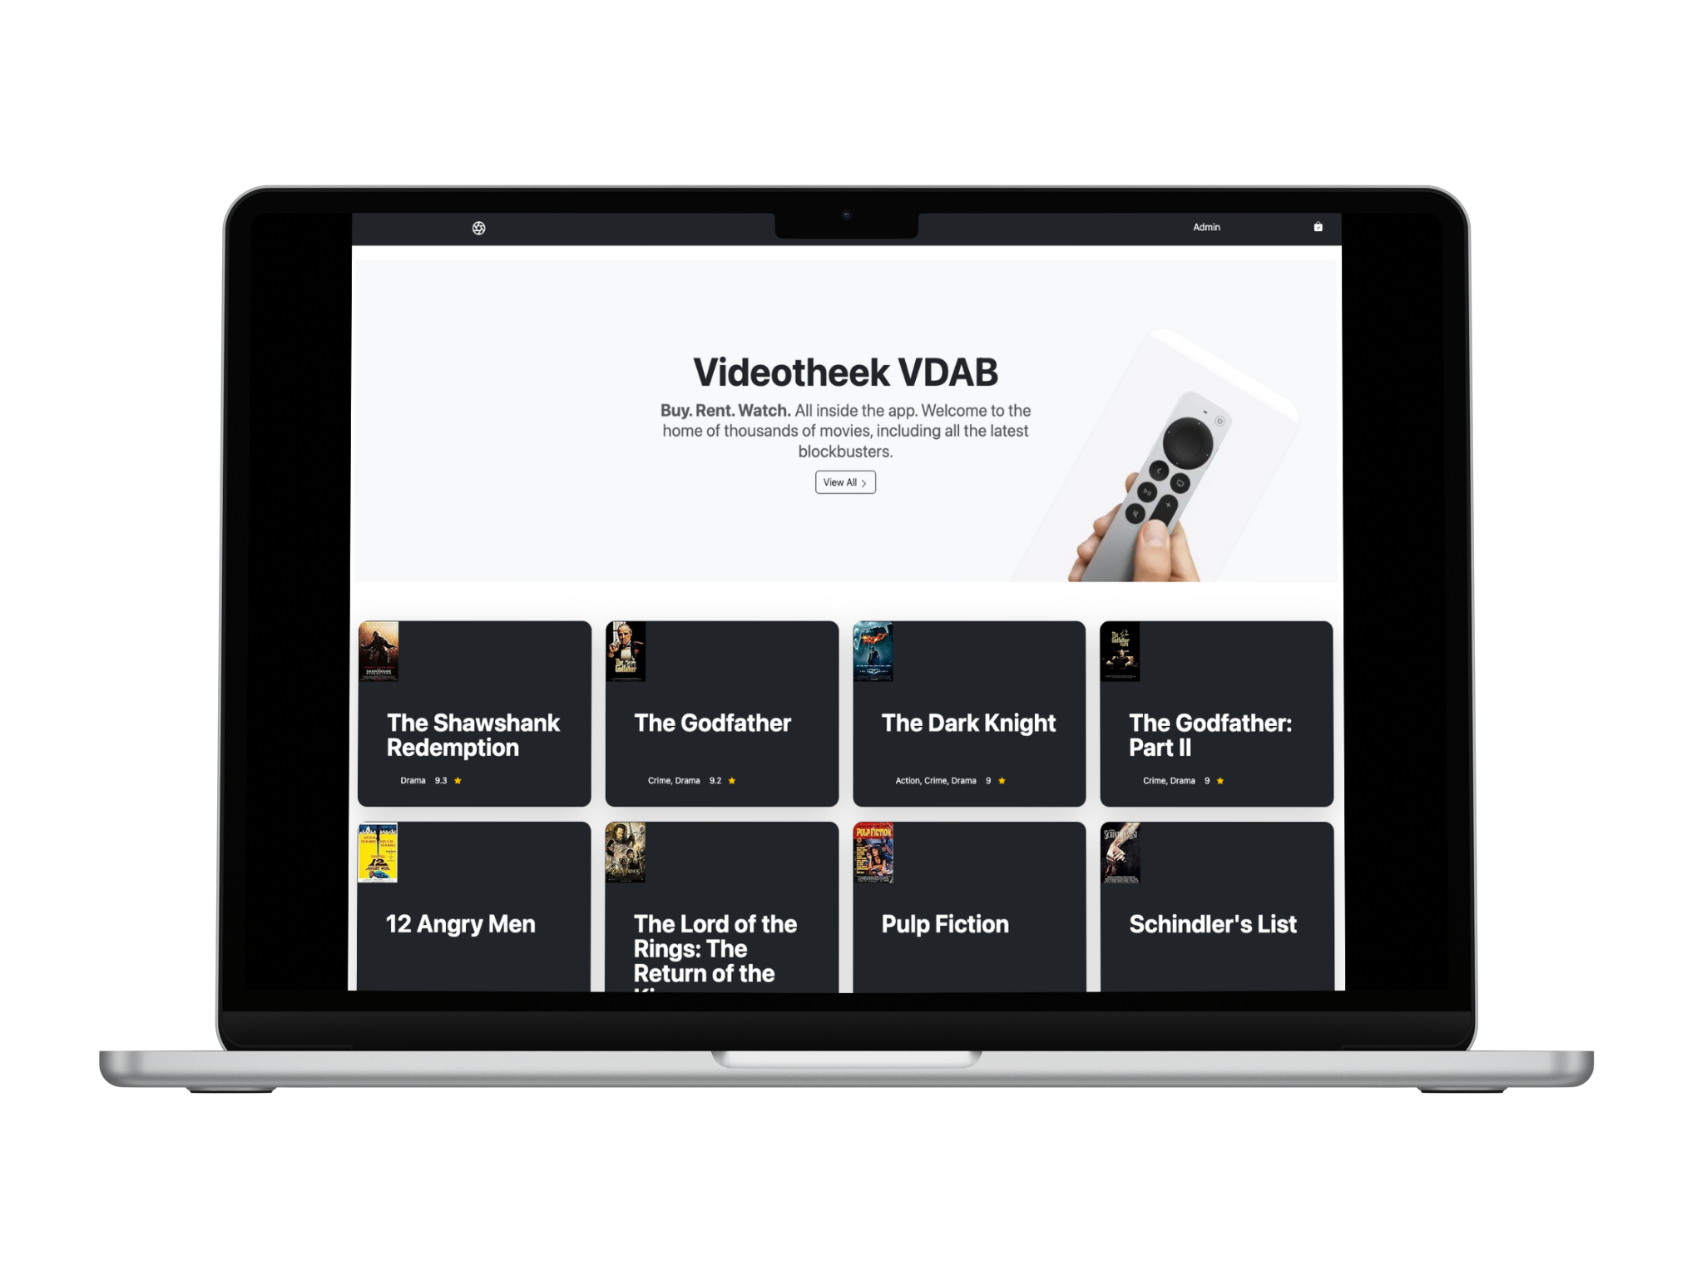 Admin
Videotheek VDAB
Buy. Rent. Watch. All inside the app. Welcome to the
home of thousands of movies, including all the latest
blockbusters.
View All
The Shawshank
Redemption
Drama 9.3
The Godfather
Crime, Drama 9.2
The Dark Knight
Action, Crime, Drama 9
The Godfather:
Part II
Crime, Drama 9
12 Angry Men
The Lord of the
Rings: The
Return of the
PULP FICTION
Pulp Fiction
Schindler's List